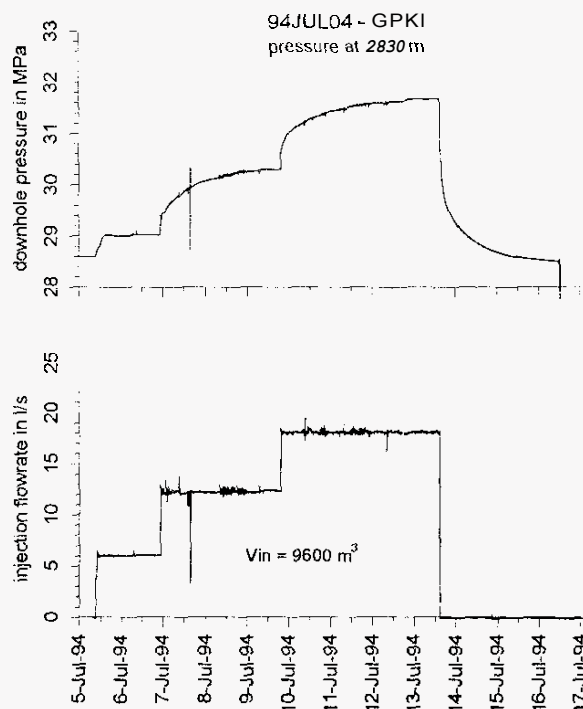 94JUL04 - GPKI
pressure at 2830 m
downhole pressure in MPa
33
32
31
30
29
28
injection flowrate in l/s
25
20
15
10
5
0
Vin = 9600 m³
5-Jul-94
6-Jul-94
7-Jul-94
8-Jul-94
9-Jul-94
10-Jul-94
11-Jul-94
12-Jul-94
13-Jul-94
14-Jul-94
15-Jul-94
16-Jul-94
17-Jul-94